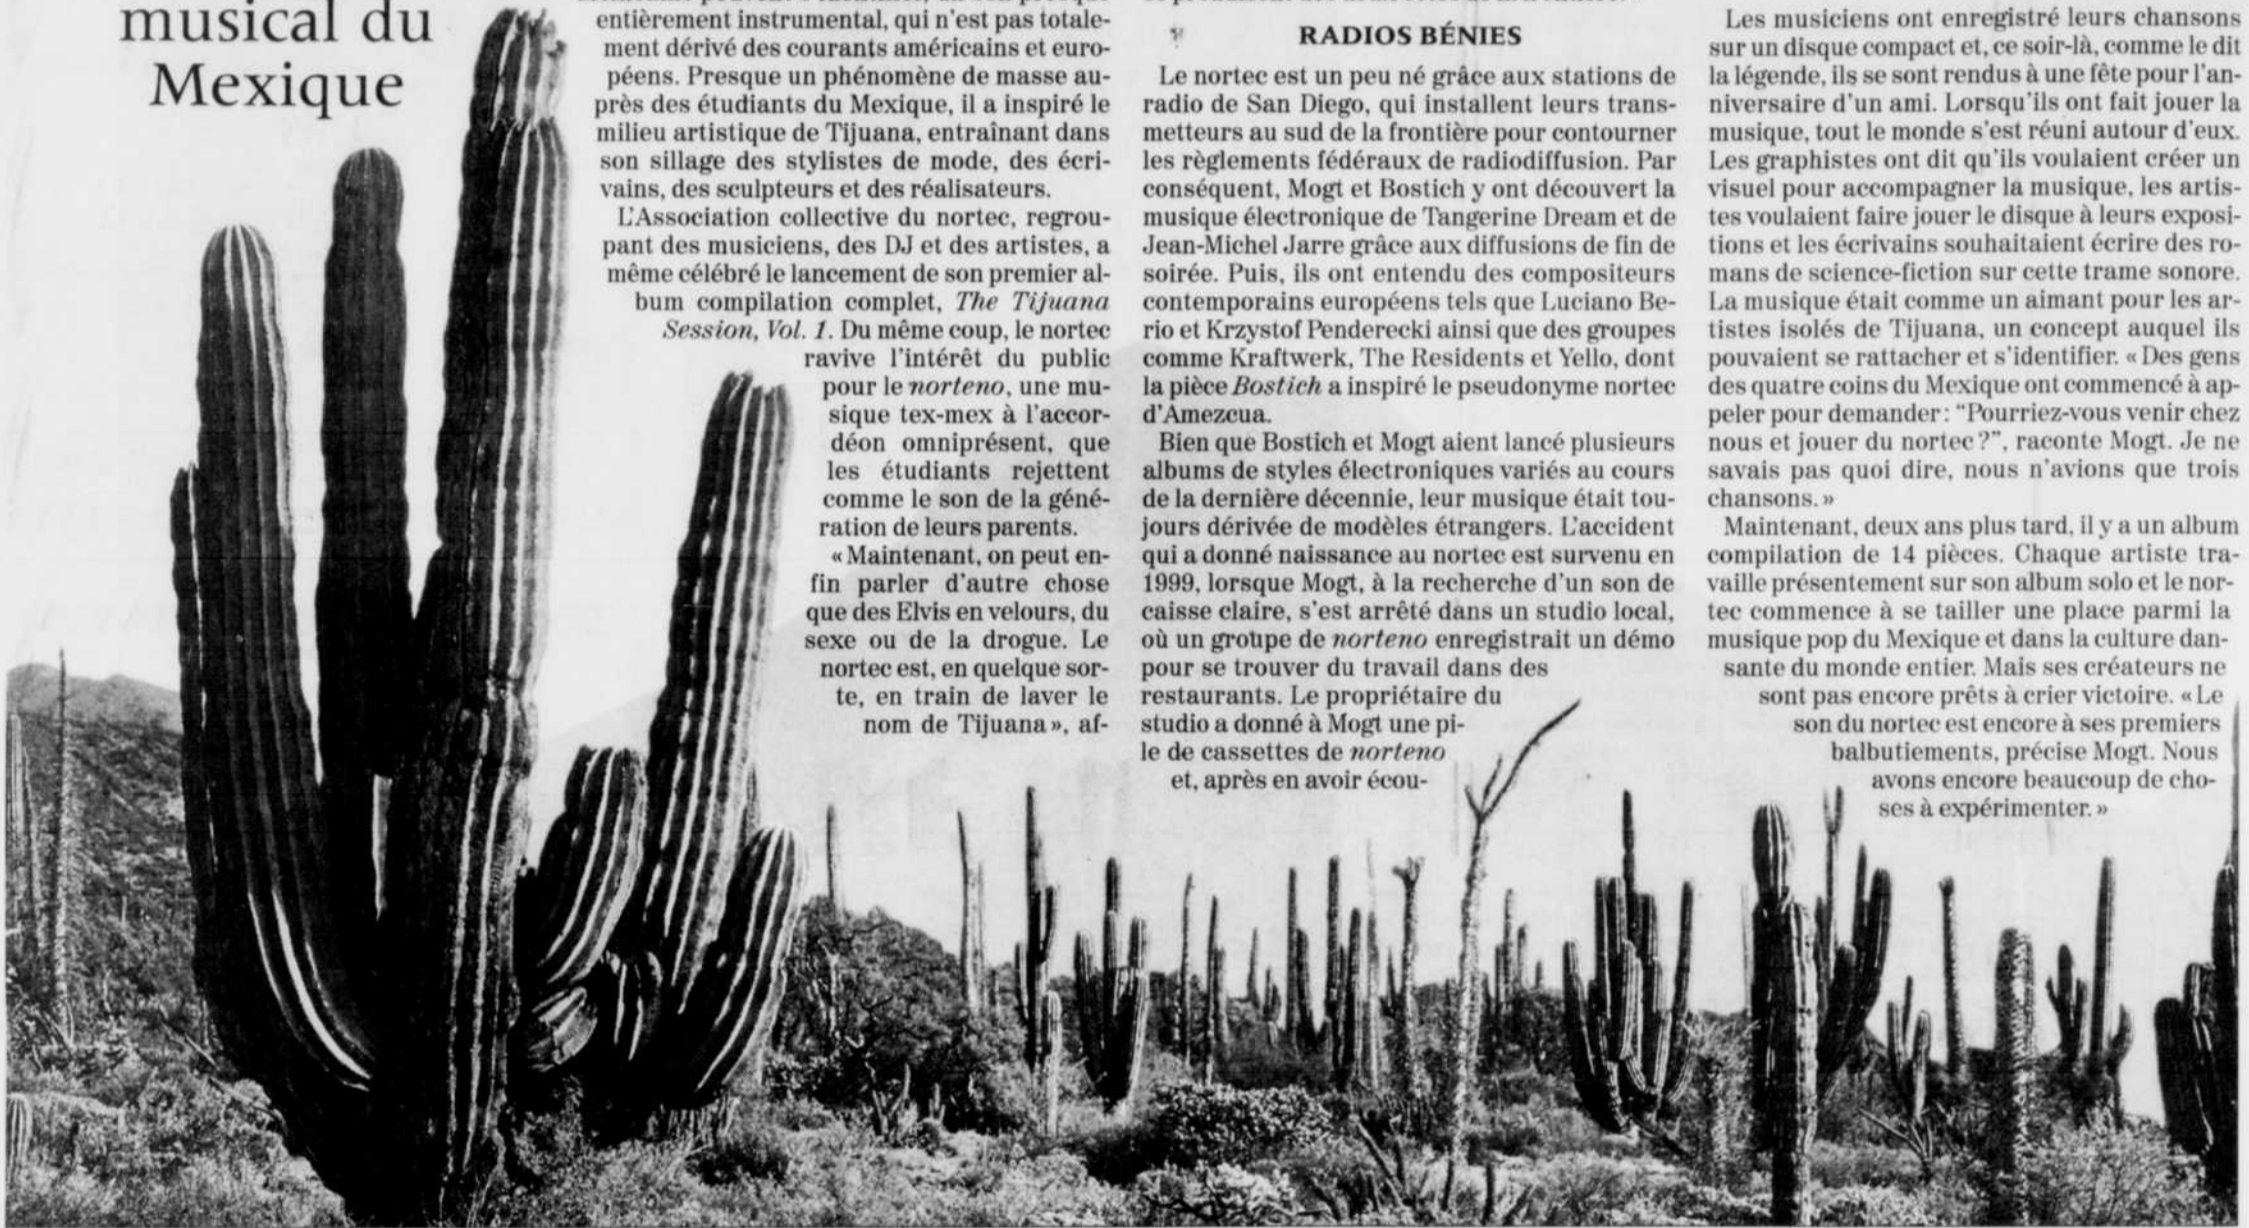 musical du
Mexique
entièrement instrumental, qui n'est pas totale-
ment dérivé des courants américains et euro-
péens. Presque un phénomène de masse au-
près des étudiants du Mexique, il a inspiré le
milieu artistique de Tijuana, entraînant dans
son sillage des stylistes de mode, des écri-
vains, des sculpteurs et des réalisateurs.
L'Association collective du nortec, regrou-
pant des musiciens, des DJ et des artistes, a
même célébré le lancement de son premier al-
bum compilation complet, The Tijuana
Session, Vol. 1. Du même coup, le nortec
ravive l'intérêt du public
pour le norteno, une mu-
sique tex-mex à l'accor-
déon omniprésent, que
les étudiants rejettent
comme le son de la géné-
ration de leurs parents.
« Maintenant, on peut en-
fin parler d'autre chose
que des Elvis en velours, du
sexe ou de la drogue. Le
nortec est, en quelque sor-
te, en train de laver le
nom de Tijuana », af-
RADIOS BÉNIES
Le nortec est un peu né grâce aux stations de
radio de San Diego, qui installent leurs trans-
metteurs au sud de la frontière pour contourner
les règlements fédéraux de radiodiffusion. Par
conséquent, Mogt et Bostich y ont découvert la
musique électronique de Tangerine Dream et de
Jean-Michel Jarre grâce aux diffusions de fin de
soirée. Puis, ils ont entendu des compositeurs
contemporains européens tels que Luciano Be-
rio et Krzystof Penderecki ainsi que des groupes
comme Kraftwerk, The Residents et Yello, dont
la pièce Bostich a inspiré le pseudonyme nortec
d'Amezcua.
Bien que Bostich et Mogt aient lancé plusieurs
albums de styles électroniques variés au cours
de la dernière décennie, leur musique était tou-
jours dérivée de modèles étrangers. L'accident
qui a donné naissance au nortec est survenu en
1999, lorsque Mogt, à la recherche d'un son de
caisse claire, s'est arrêté dans un studio local,
où un groupe de norteno enregistrait un démo
pour se trouver du travail dans des
restaurants. Le propriétaire du
studio a donné à Mogt une pi-
le de cassettes de norteno
et, après en avoir écou-
Les musiciens ont enregistré leurs chansons
sur un disque compact et, ce soir-là, comme le dit
la légende, ils se sont rendus à une fête pour l'an-
niversaire d'un ami. Lorsqu'ils ont fait jouer la
musique, tout le monde s'est réuni autour d'eux.
Les graphistes ont dit qu'ils voulaient créer un
visuel pour accompagner la musique, les artis-
tes voulaient faire jouer le disque à leurs exposi-
tions et les écrivains souhaitaient écrire des ro-
mans de science-fiction sur cette trame sonore.
La musique était comme un aimant pour les ar-
tistes isolés de Tijuana, un concept auquel ils
pouvaient se rattacher et s'identifier. « Des gens
des quatre coins du Mexique ont commencé à ap-
peler pour demander : "Pourriez-vous venir chez
nous et jouer du nortec ?", raconte Mogt. Je ne
savais pas quoi dire, nous n'avions que trois
chansons. »
Maintenant, deux ans plus tard, il y a un album
compilation de 14 pièces. Chaque artiste tra-
vaille présentement sur son album solo et le nor-
tec commence à se tailler une place parmi la
musique pop du Mexique et dans la culture dan-
sante du monde entier. Mais ses créateurs ne
sont pas encore prêts à crier victoire. « Le
son du nortec est encore à ses premiers
balbutiements, précise Mogt. Nous
avons encore beaucoup de cho-
ses à expérimenter. »